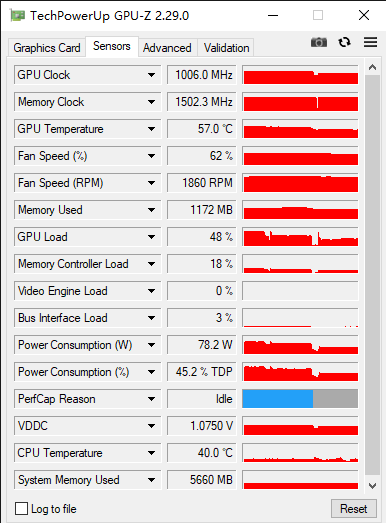 TechPowerUp GPU-Z 2.29.0
Graphics Card Sensors Advanced Validation
GPU Clock 1006.0 MHz
Memory Clock 1502.3 MHz
GPU Temperature 57.0 °C
Fan Speed (%) 62 %
Fan Speed (RPM) 1860 RPM
Memory Used 1172 MB
GPU Load 48 %
Memory Controller Load 18 %
Video Engine Load 0 %
Bus Interface Load 3 %
Power Consumption (W) 78.2 W
Power Consumption (%) 45.2 % TDP
PerfCap Reason Idle
VDDC 1.0750 V
CPU Temperature 40.0 °C
System Memory Used 5660 MB
Log to file Reset